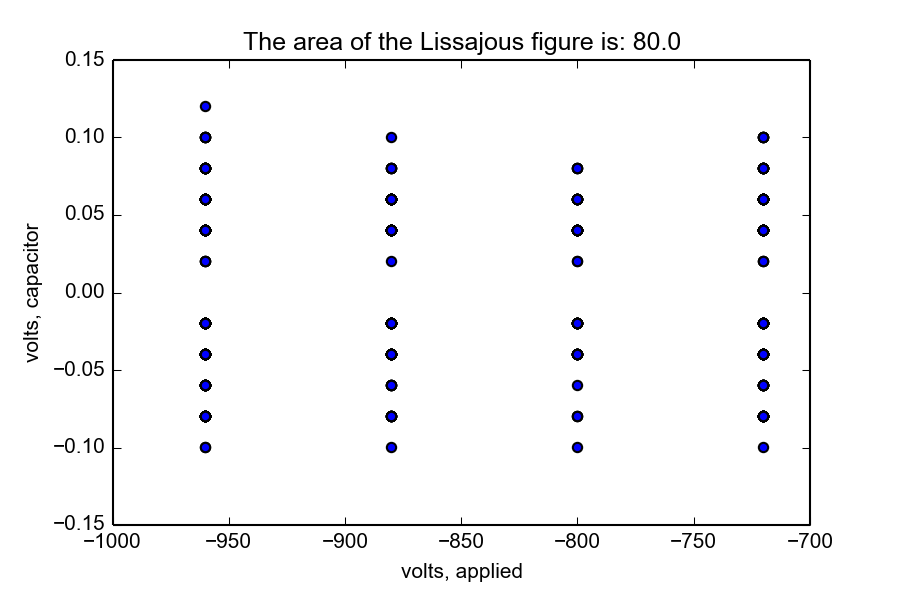 The area of the Lissajous figure is: 80.0
0.15
0.10
0.05
0.00
−0.05
−0.10
−0.15
volts, capacitor
−1000 −950 −900 −850 −800 −750 −700
volts, applied